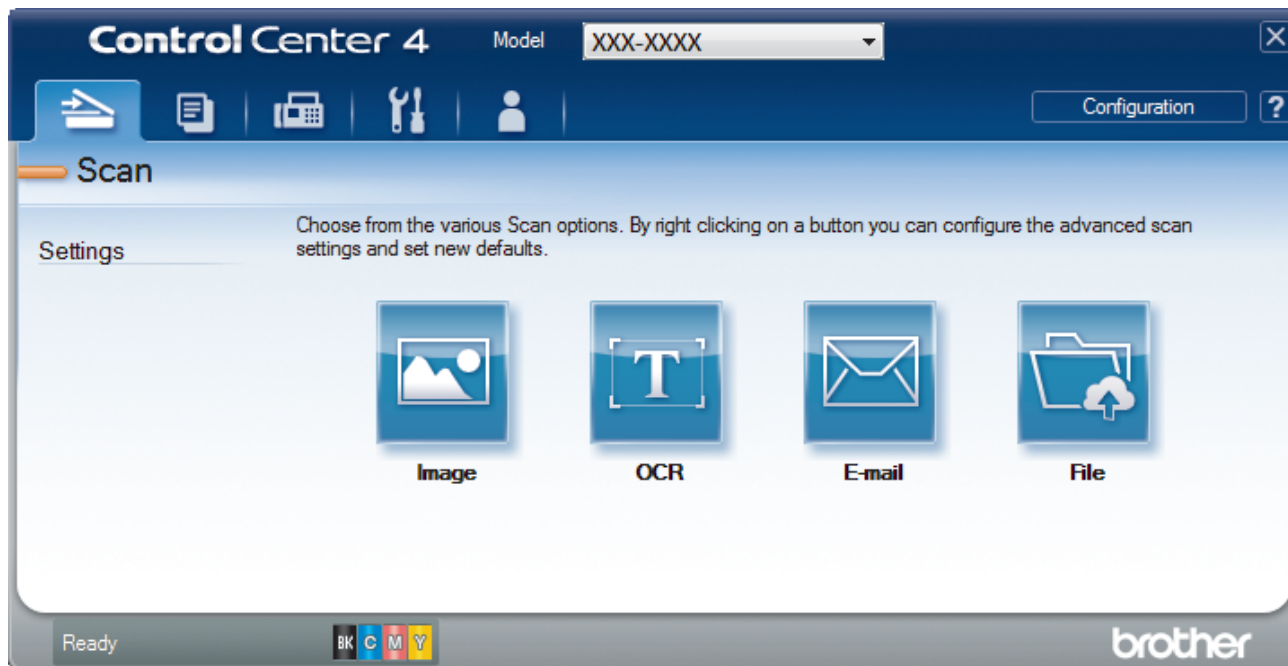 Control Center 4
Model
XXX-XXXX
Configuration
?
Scan
Settings
Choose from the various Scan options. By right clicking on a button you can configure the advanced scan
settings and set new defaults.
T
Image
OCR
E-mail
File
Ready
BK C M Y
brother